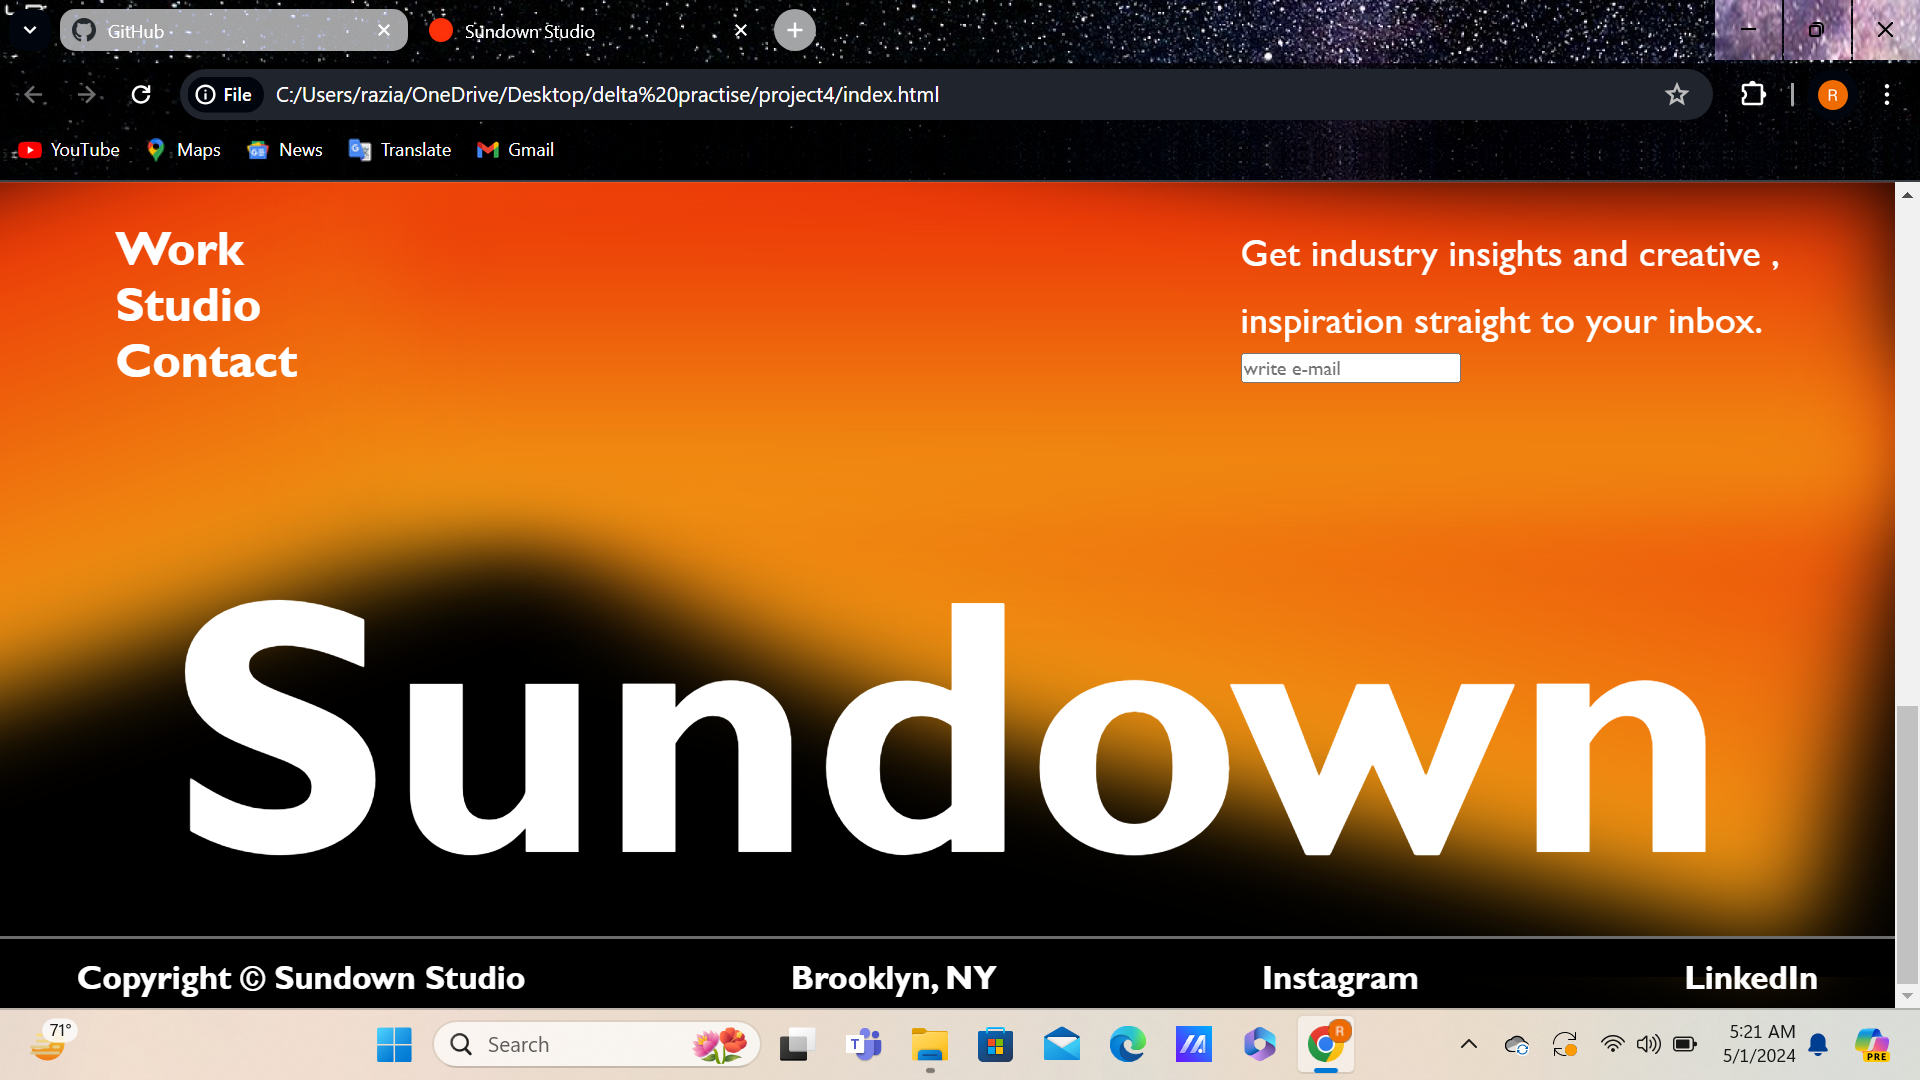 GitHub
Sundown Studio
File
C:/Users/razia/OneDrive/Desktop/delta%20practise/project4/index.html
R
YouTube
Maps
News
Translate
Gmail
Work
Studio
Contact
Get industry insights and creative ,
inspiration straight to your inbox.
write e-mail
Sundown
Copyright © Sundown Studio
Brooklyn, NY
Instagram
LinkedIn
71°
Search
T
R
5:21 AM
5/1/2024
PRE